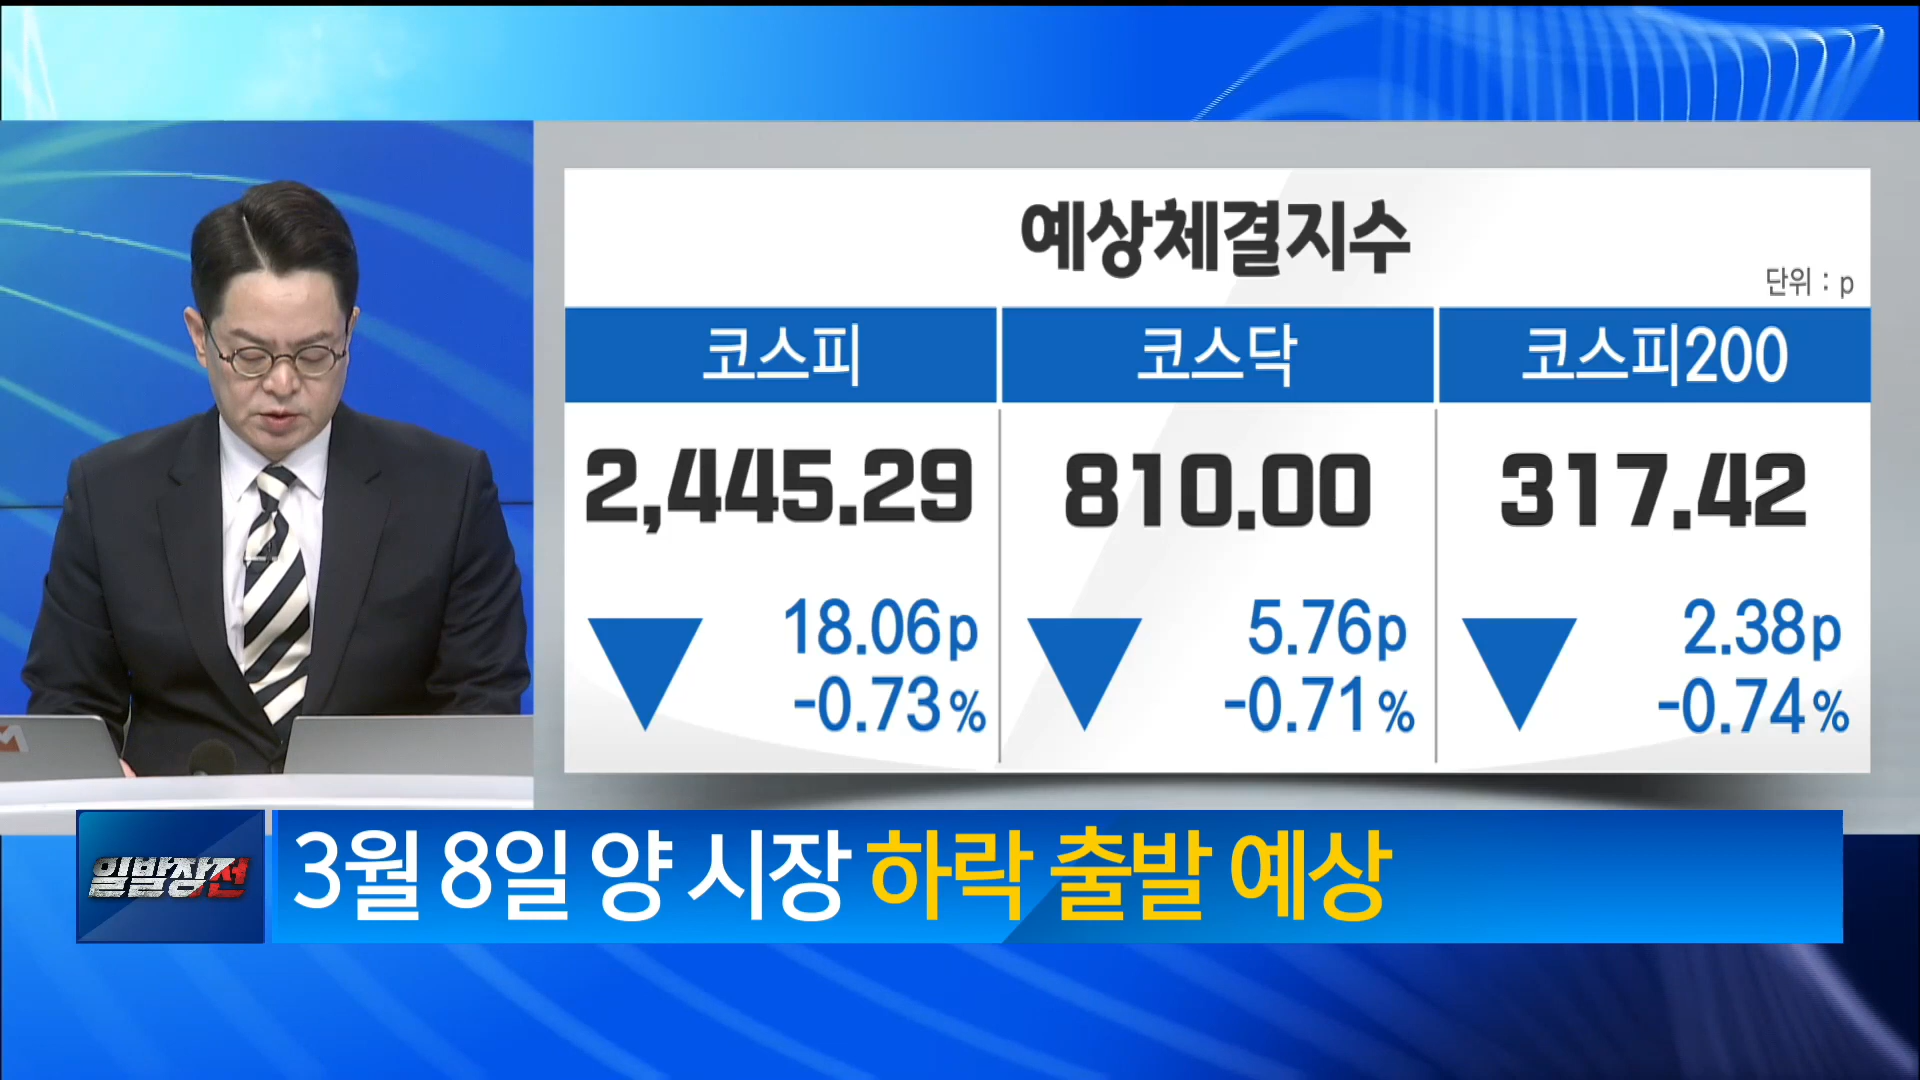 예상체결지수
단위 : p
코스피 코스닥 코스피200
2,445.29 810.00 317.42
▼ 18.06p ▼ 5.76p ▼ 2.38p
-0.73% -0.71% -0.74%
일발장전
3월 8일 양 시장 하락 출발 예상